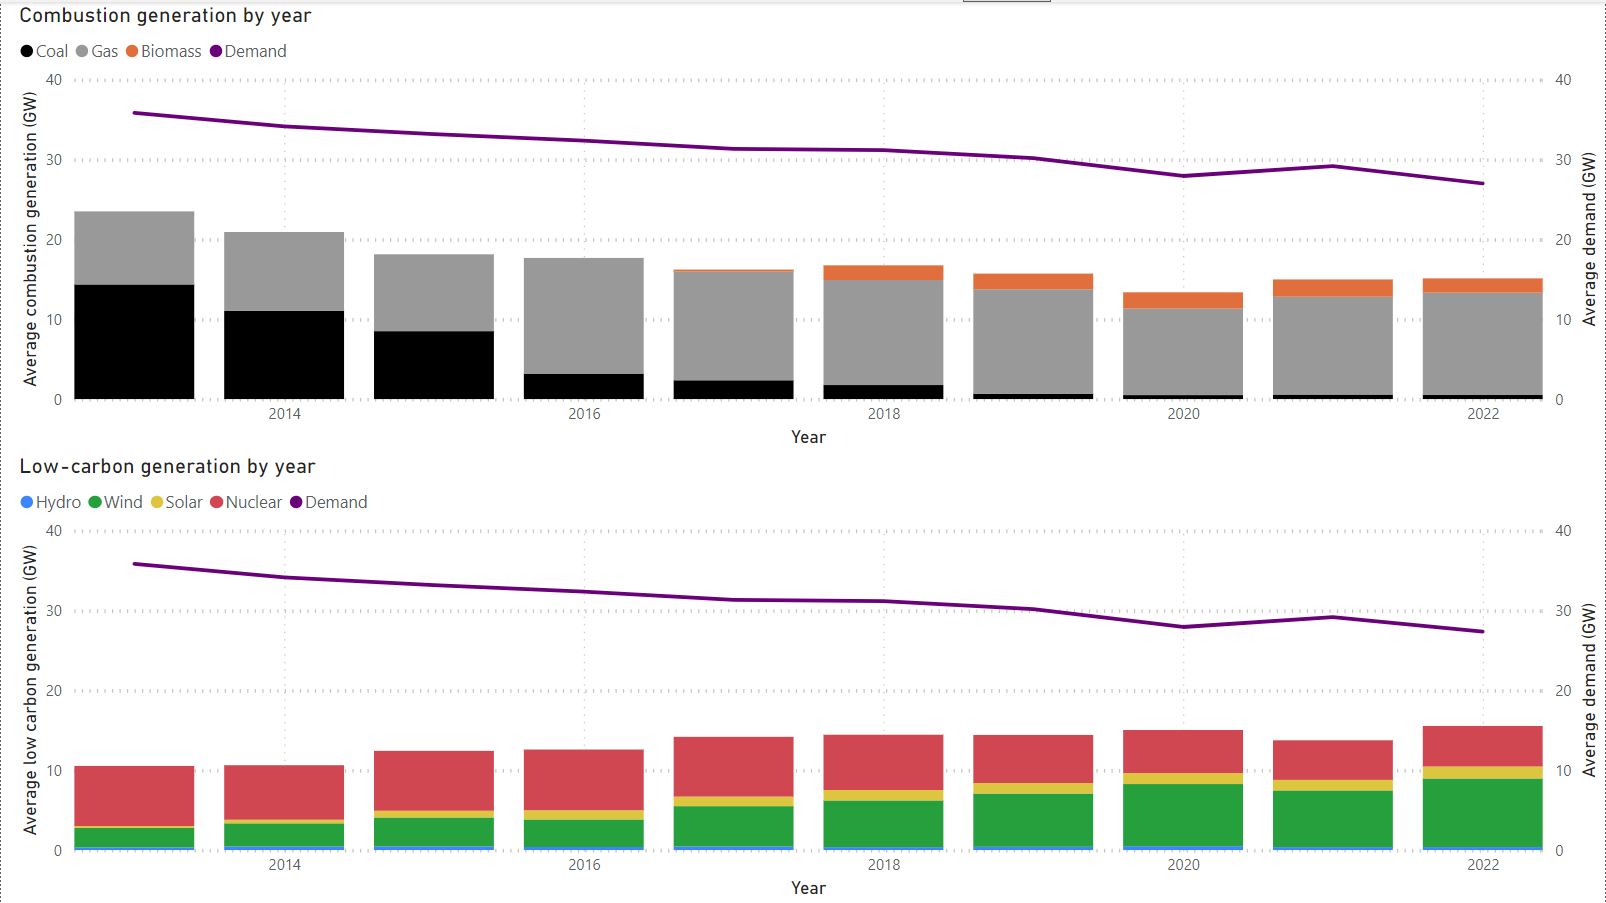 Combustion generation by year
Coal Gas Biomass Demand
40 40
30 30
20 20
10 10
0 0
Average combustion generation (GW)
Average demand (GW)
2014 2016 2018 2020 2022
Year
Low-carbon generation by year
Hydro Wind Solar Nuclear Demand
40 40
30 30
20 20
10 10
0 0
Average low carbon generation (GW)
Average demand (GW)
2014 2016 2018 2020 2022
Year